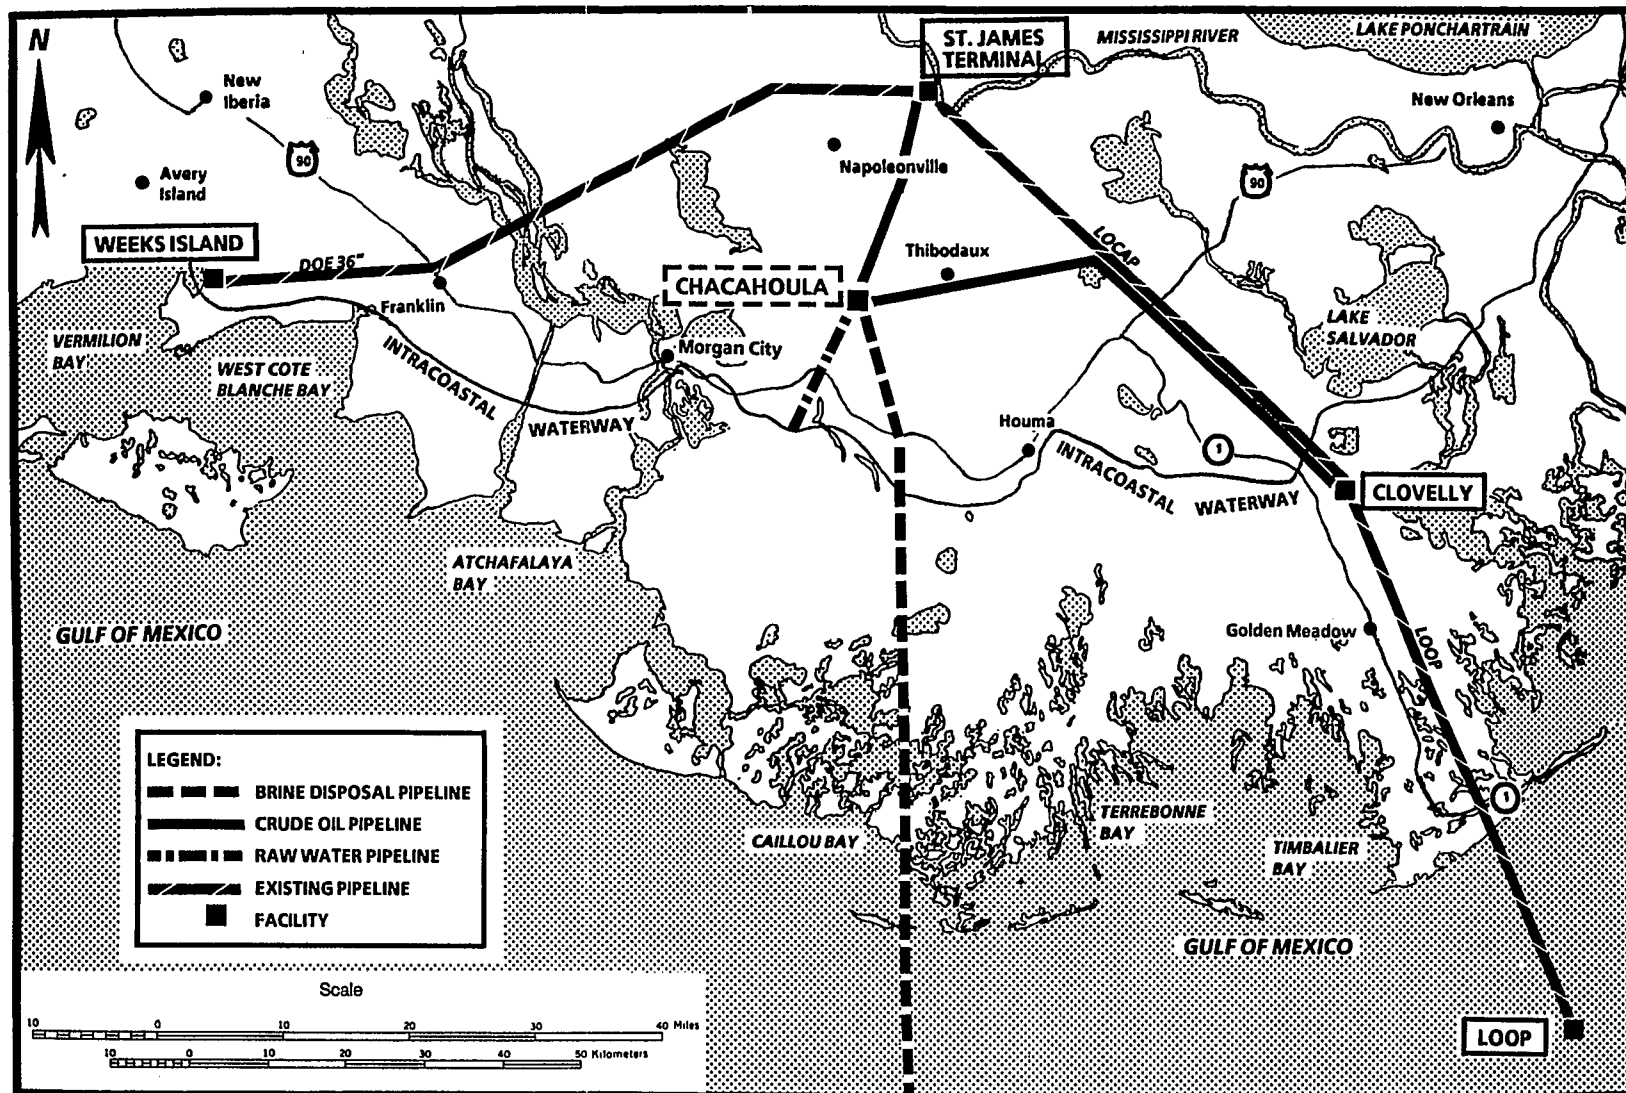 N
ST. JAMES
TERMINAL
MISSISSIPPI RIVER
LAKE PONCHARTRAIN
New
Iberia
90
Avery
Island
New Orleans
Napoleonville
90
WEEKS ISLAND
DOE 36"
Thibodaux
LOCAP
CHACAHOULA
Franklin
VERMILION
BAY
WEST COTE
BLANCHE BAY
INTRACOASTAL
WATERWAY
Morgan City
LAKE
SALVADOR
Houma
INTRACOASTAL
WATERWAY
1
CLOVELLY
ATCHAFALAYA
BAY
GULF OF MEXICO
Golden Meadow
LOOP
LEGEND:
BRINE DISPOSAL PIPELINE
CRUDE OIL PIPELINE
RAW WATER PIPELINE
EXISTING PIPELINE
FACILITY
CAILLOU BAY
TERREBONNE
BAY
TIMBALIER
BAY
1
GULF OF MEXICO
LOOP
Scale
10 0 10 20 30 40 Miles
10 0 10 20 30 40 50 Kilometers